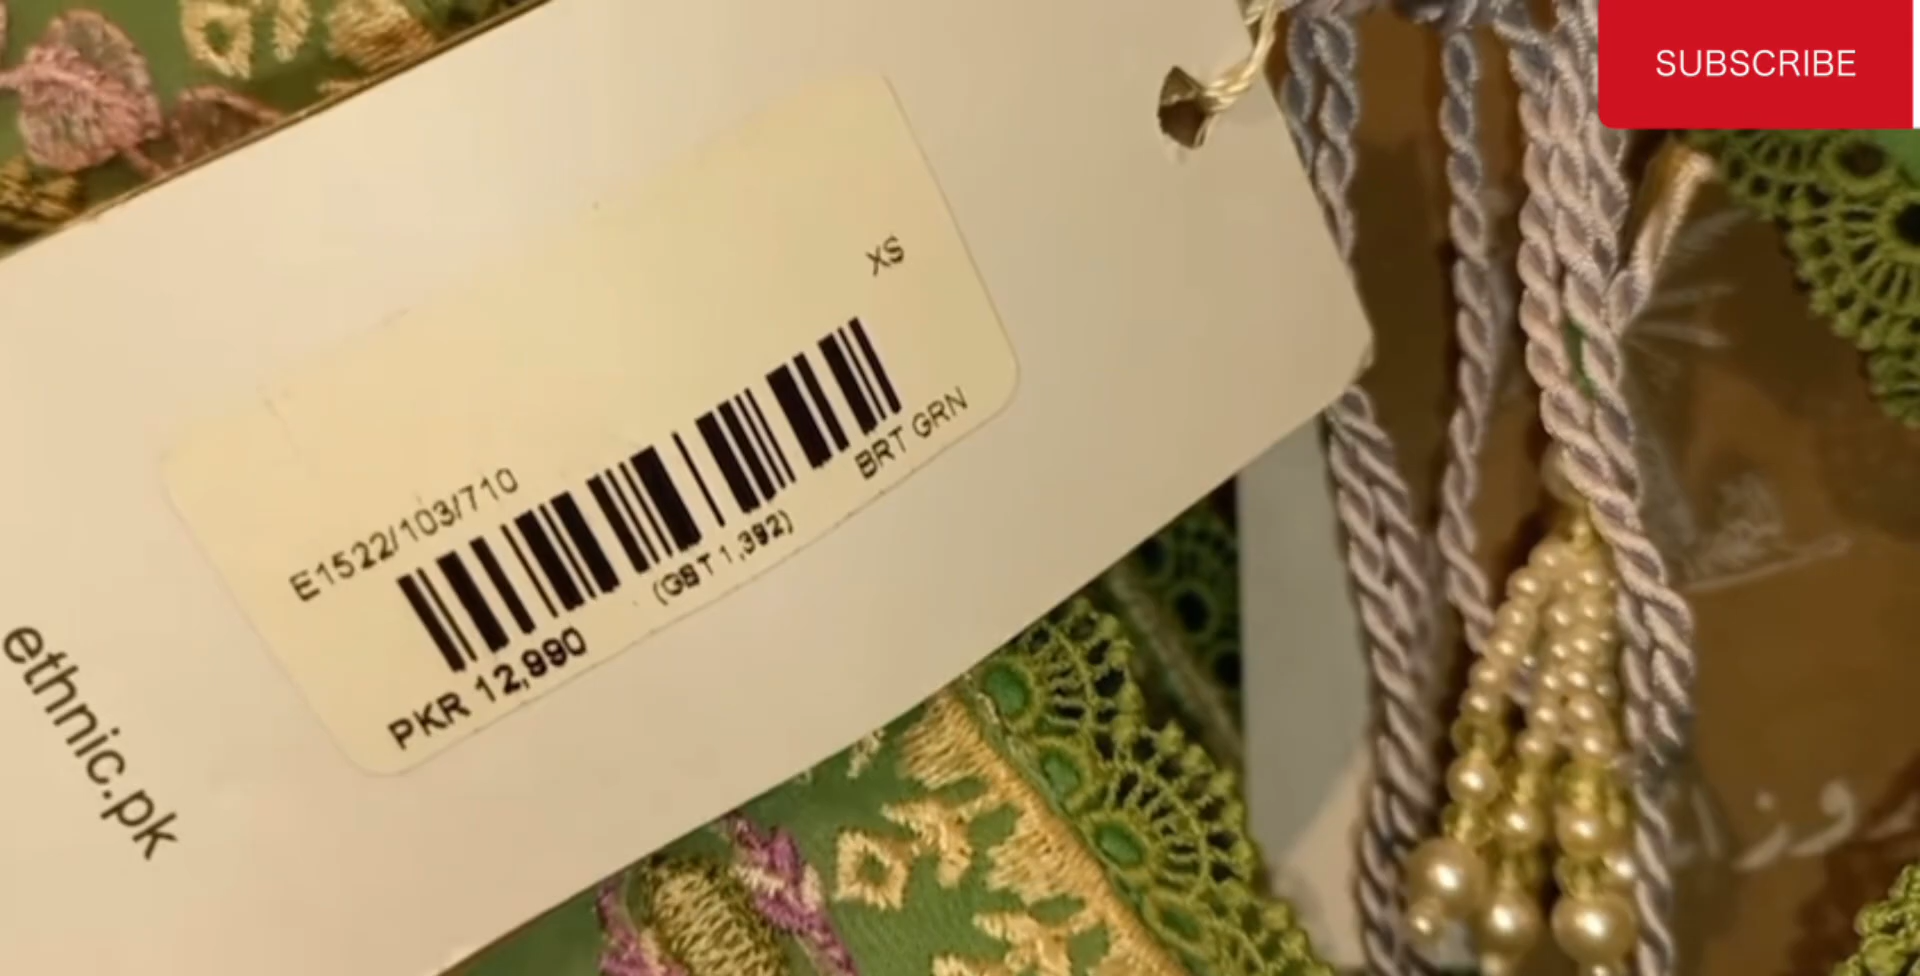 SUBSCRIBE
XS
E1522/103/710
BRT GRN
(GST 1,392)
PKR 12,990
ethnic.pk